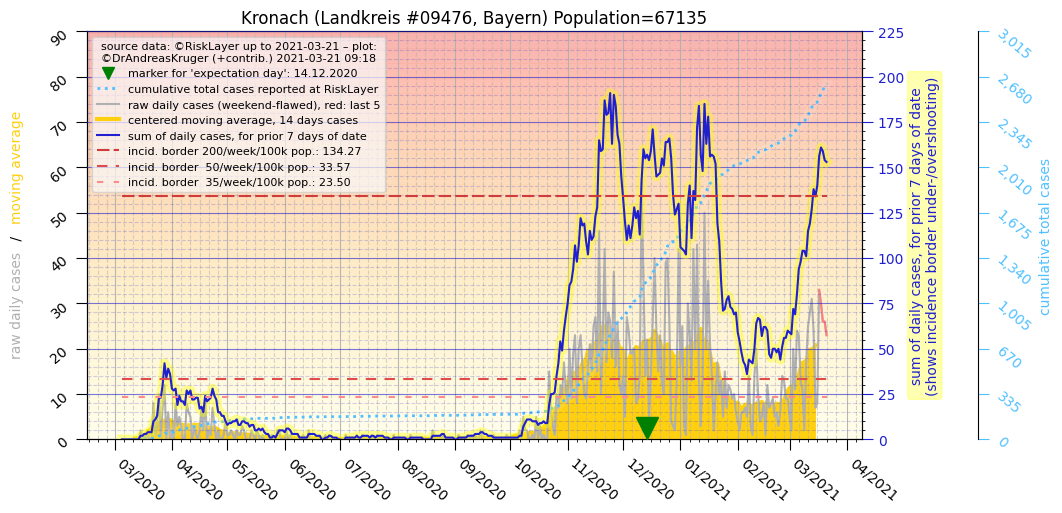 Kronach (Landkreis #09476, Bayern) Population=67135
source data: ©RiskLayer up to 2021-03-21 – plot:
©DrAndreasKruger (+contrib.) 2021-03-21 09:18
marker for 'expectation day': 14.12.2020
cumulative total cases reported at RiskLayer
raw daily cases (weekend-flawed), red: last 5
centered moving average, 14 days cases
sum of daily cases, for prior 7 days of date
incid. border 200/week/100k pop.: 134.27
incid. border  50/week/100k pop.: 33.57
incid. border  35/week/100k pop.: 23.50
raw daily cases / moving average
90
80
70
60
50
40
30
20
10
0
03/2020
04/2020
05/2020
06/2020
07/2020
08/2020
09/2020
10/2020
11/2020
12/2020
01/2021
02/2021
03/2021
04/2021
225
200
175
150
125
100
75
50
25
0
sum of daily cases, for prior 7 days of date
(shows incidence border under-/overshooting)
3,015
2,680
2,345
2,010
1,675
1,340
1,005
670
335
0
cumulative total cases